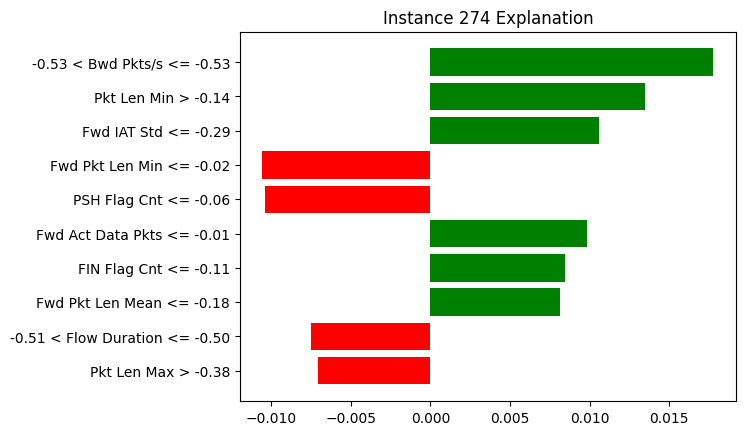 Instance 274 Explanation
-0.53 < Bwd Pkts/s <= -0.53
Pkt Len Min > -0.14
Fwd IAT Std <= -0.29
Fwd Pkt Len Min <= -0.02
PSH Flag Cnt <= -0.06
Fwd Act Data Pkts <= -0.01
FIN Flag Cnt <= -0.11
Fwd Pkt Len Mean <= -0.18
-0.51 < Flow Duration <= -0.50
Pkt Len Max > -0.38
−0.010 −0.005 0.000 0.005 0.010 0.015